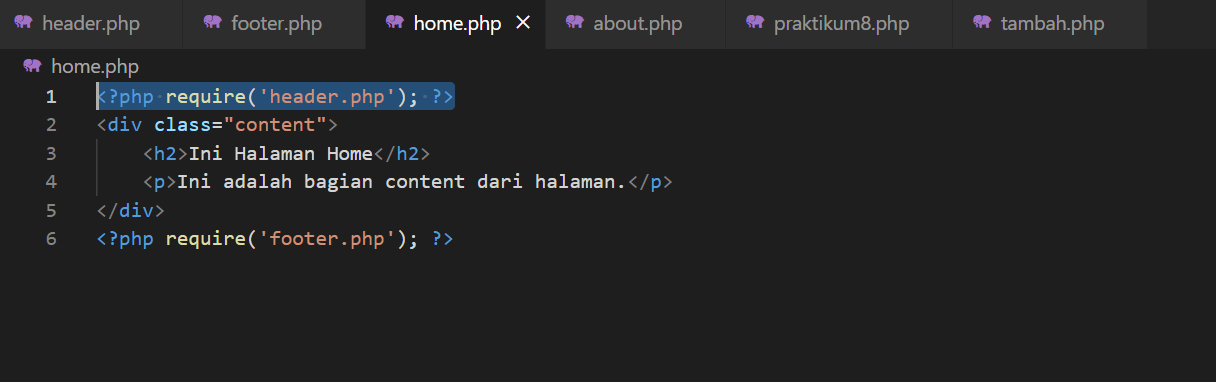 header.php footer.php home.php about.php praktikum8.php tambah.php
home.php
1 <?php require('header.php'); ?>
2 <div class="content">
3     <h2>Ini Halaman Home</h2>
4     <p>Ini adalah bagian content dari halaman.</p>
5 </div>
6 <?php require('footer.php'); ?>